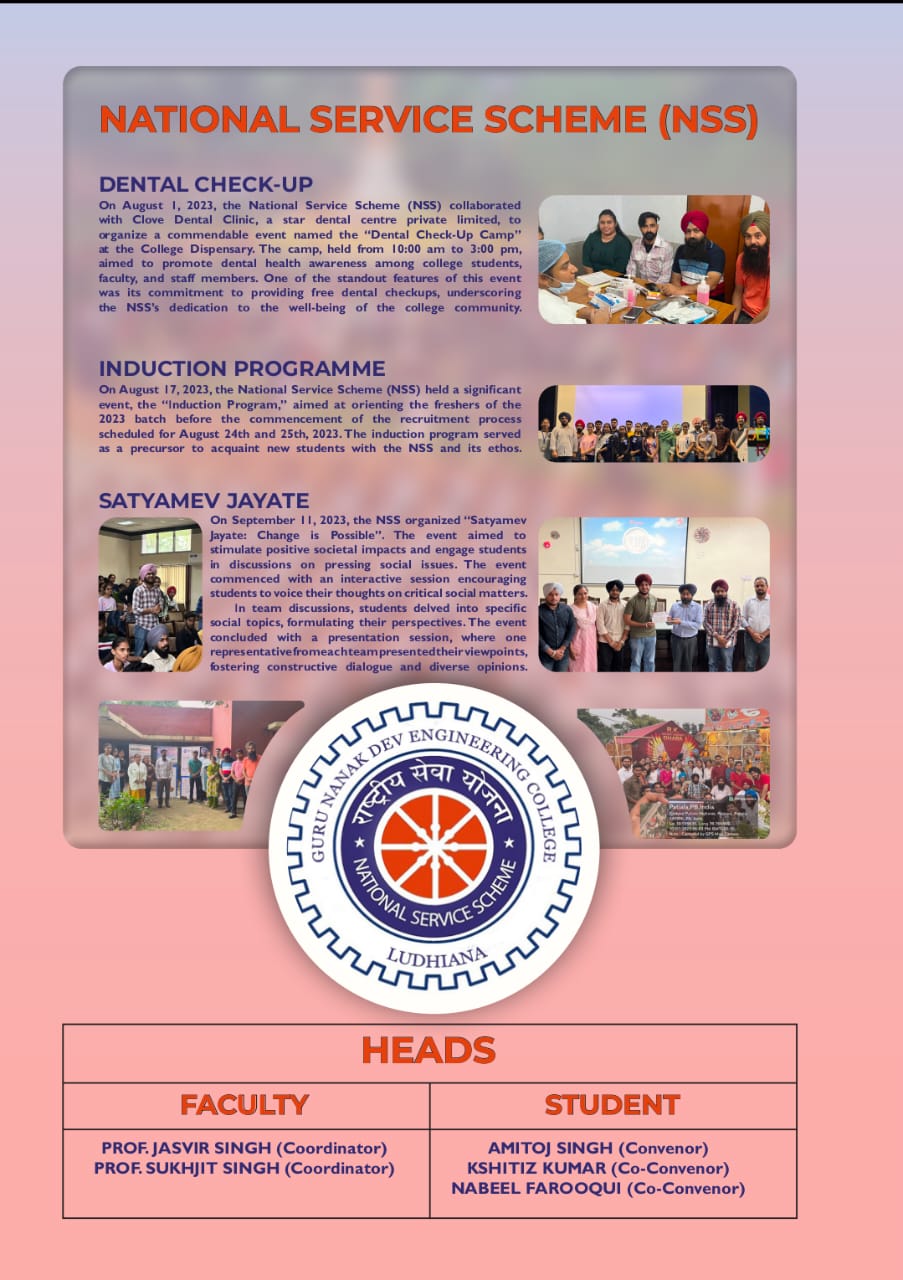 NATIONAL SERVICE SCHEME (NSS)
DENTAL CHECK-UP
On August 1, 2023, the National Service Scheme (NSS) collaborated
with Clove Dental Clinic, a star dental centre private limited, to
organize a commendable event named the “Dental Check-Up Camp”
at the College Dispensary. The camp, held from 10:00 am to 3:00 pm,
aimed to promote dental health awareness among college students,
faculty, and staff members. One of the standout features of this event
was its commitment to providing free dental checkups, underscoring
the NSS’s dedication to the well-being of the college community.
INDUCTION PROGRAMME
On August 17, 2023, the National Service Scheme (NSS) held a significant
event, the “Induction Program,” aimed at orienting the freshers of the
2023 batch before the commencement of the recruitment process
scheduled for August 24th and 25th, 2023. The induction program served
as a precursor to acquaint new students with the NSS and its ethos.
SATYAMEV JAYATE
On September 11, 2023, the NSS organized “Satyamev
Jayate: Change is Possible”. The event aimed to
stimulate positive societal impacts and engage students
in discussions on pressing social issues. The event
commenced with an interactive session encouraging
students to voice their thoughts on critical social matters.
In team discussions, students delved into specific
social topics, formulating their perspectives. The event
concluded with a presentation session, where one
representativefromeachteampresentedtheirviewpoints,
fostering constructive dialogue and diverse opinions.
Patiala,PB,India
GURU NANAK DEV ENGINEERING COLLEGE
राष्ट्रीय सेवा योजना
NATIONAL SERVICE SCHEME
LUDHIANA
HEADS
FACULTY
STUDENT
PROF. JASVIR SINGH (Coordinator)
PROF. SUKHJIT SINGH (Coordinator)
AMITOJ SINGH (Convenor)
KSHITIZ KUMAR (Co-Convenor)
NABEEL FAROOQUI (Co-Convenor)